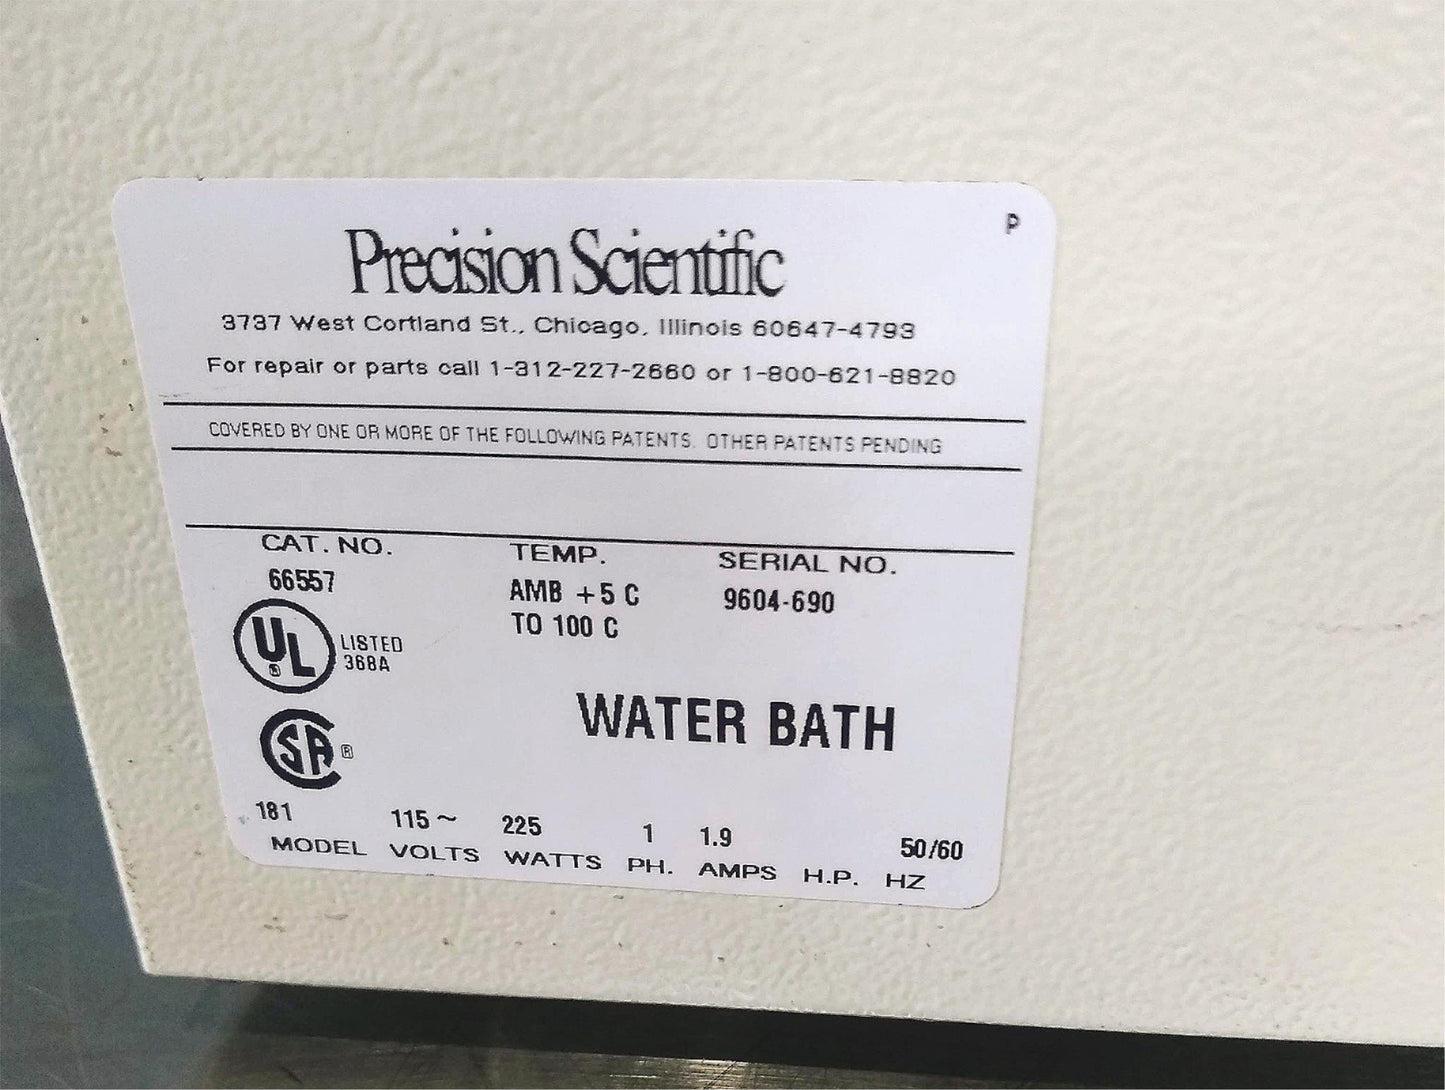 P
Precision Scientific
3737 West Cortland St., Chicago, Illinois 60647-4793
For repair or parts call 1-312-227-2660 or 1-800-621-8820
COVERED BY ONE OR MORE OF THE FOLLOWING PATENTS. OTHER PATENTS PENDING
CAT. NO. TEMP. SERIAL NO.
66557 AMB +5 C 9604-690
TO 100 C
UL LISTED
368A
WATER BATH
SA ®
181 115~ 225 1 1.9 50/60
MODEL VOLTS WATTS PH. AMPS H.P. HZ